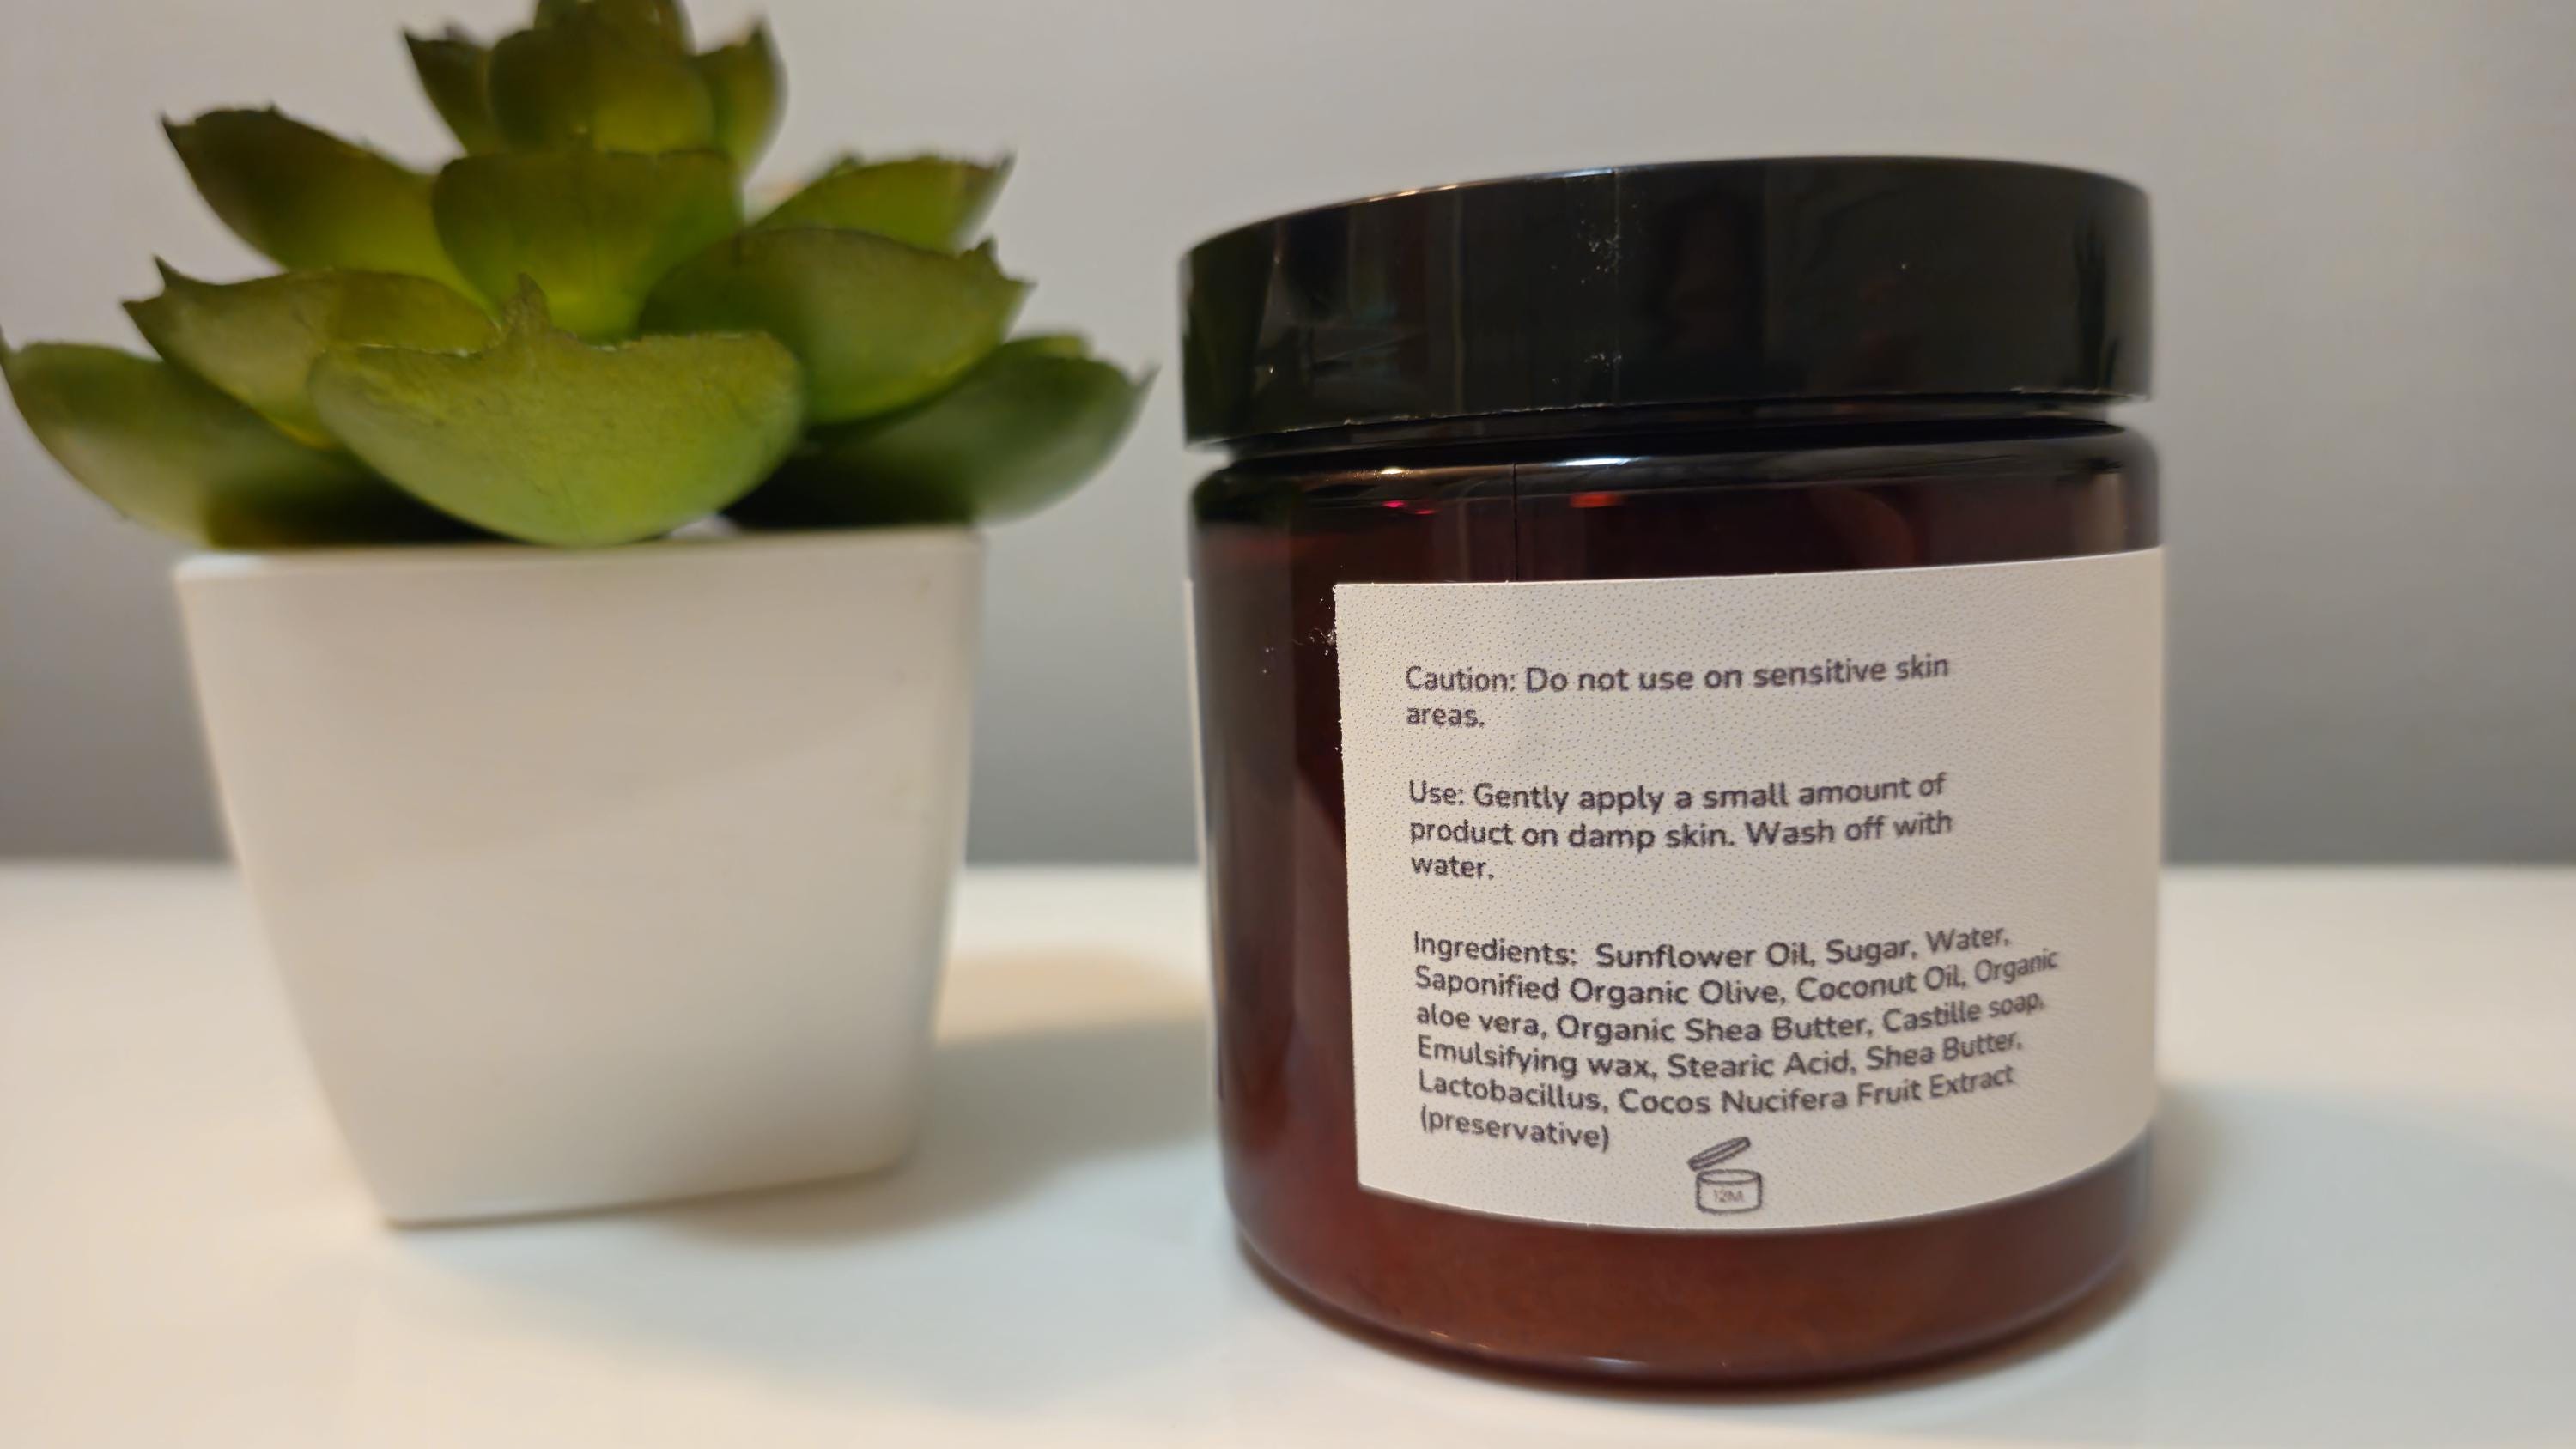 Caution: Do not use on sensitive skin
areas.
Use: Gently apply a small amount of
product on damp skin. Wash off with
water.
Ingredients: Sunflower Oil, Sugar, Water,
Saponified Organic Olive, Coconut Oil, Organic
aloe vera, Organic Shea Butter, Castille soap,
Emulsifying wax, Stearic Acid, Shea Butter,
Lactobacillus, Cocos Nucifera Fruit Extract
(preservative)
12M